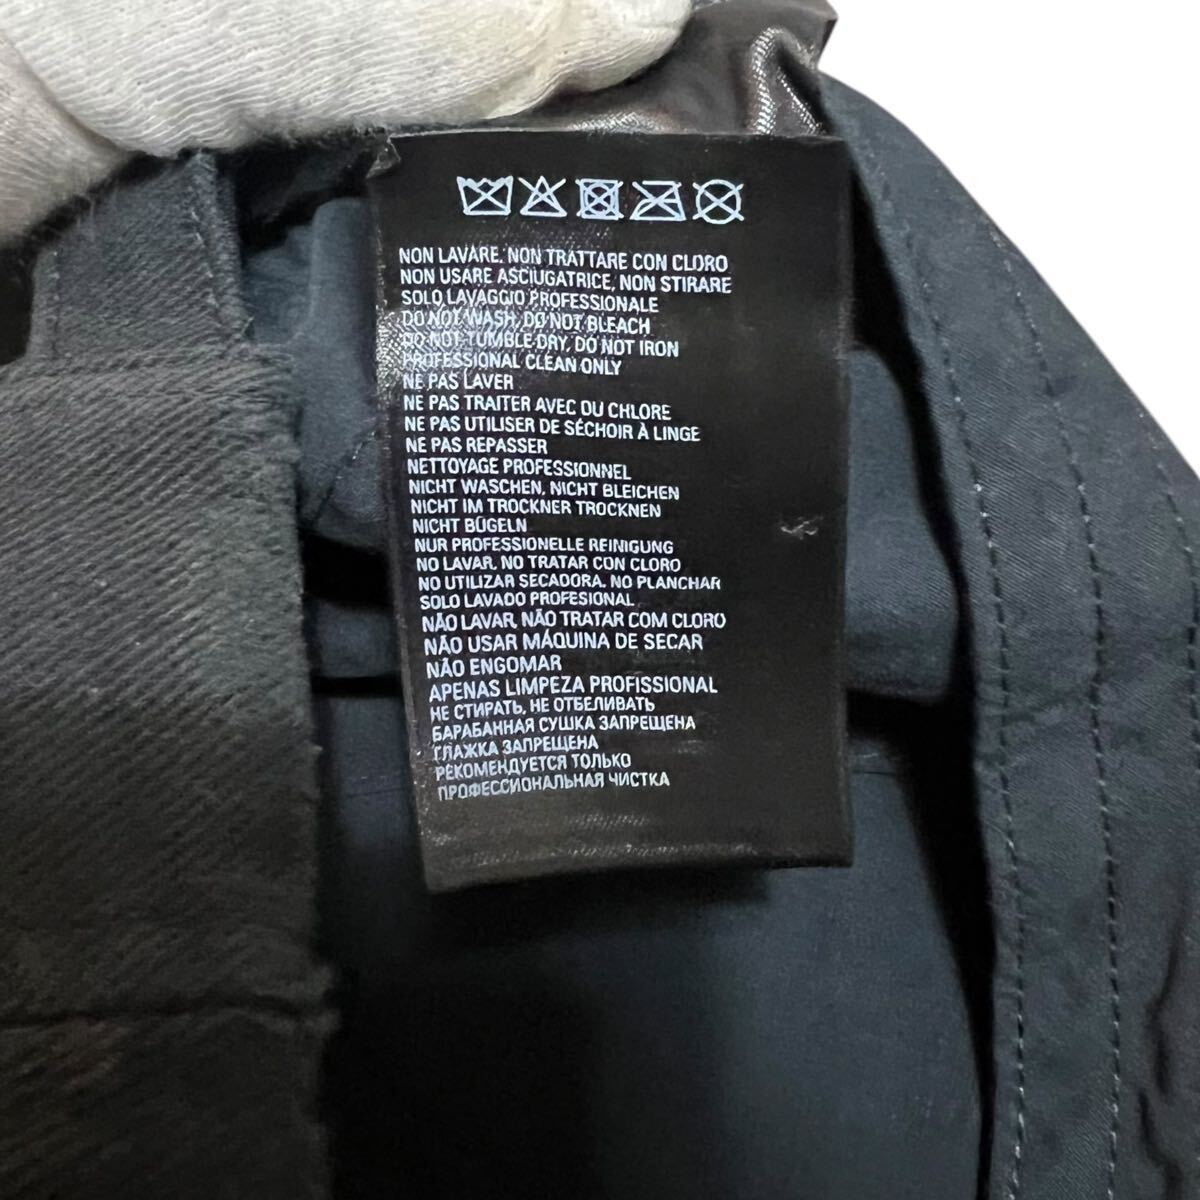 NON LAVARE, NON TRATTARE CON CLORO
NON USARE ASCIUGATRICE, NON STIRARE
SOLO LAVAGGIO PROFESSIONALE
DO NOT WASH, DO NOT BLEACH
DO NOT TUMBLE DRY, DO NOT IRON
PROFESSIONAL CLEAN ONLY
NE PAS LAVER
NE PAS TRAITER AVEC DU CHLORE
NE PAS UTILISER DE SÉCHOIR À LINGE
NE PAS REPASSER
NETTOYAGE PROFESSIONNEL
NICHT WASCHEN, NICHT BLEICHEN
NICHT IM TROCKNER TROCKNEN
NICHT BÜGELN
NUR PROFESSIONELLE REINIGUNG
NO LAVAR, NO TRATAR CON CLORO
NO UTILIZAR SECADORA, NO PLANCHAR
SOLO LAVADO PROFESIONAL
NÃO LAVAR, NÃO TRATAR COM CLORO
NÃO USAR MÁQUINA DE SECAR
NÃO ENGOMAR
APENAS LIMPEZA PROFISSIONAL
НЕ СТИРАТЬ, НЕ ОТБЕЛИВАТЬ
БАРАБАННАЯ СУШКА ЗАПРЕЩЕНА
ГЛАЖКА ЗАПРЕЩЕНА
РЕКОМЕНДУЕТСЯ ТОЛЬКО
ПРОФЕССИОНАЛЬНАЯ ЧИСТКА